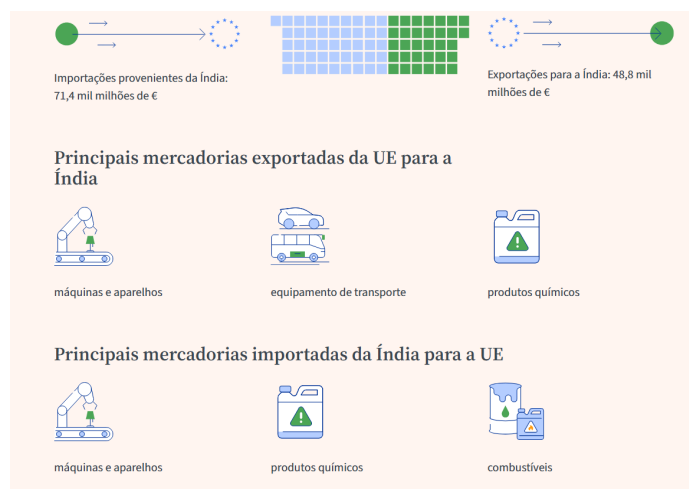 Importações provenientes da Índia:
71,4 mil milhões de €
Exportações para a Índia: 48,8 mil
milhões de €
Principais mercadorias exportadas da UE para a
Índia
máquinas e aparelhos
equipamento de transporte
produtos químicos
Principais mercadorias importadas da Índia para a UE
máquinas e aparelhos
produtos químicos
combustíveis